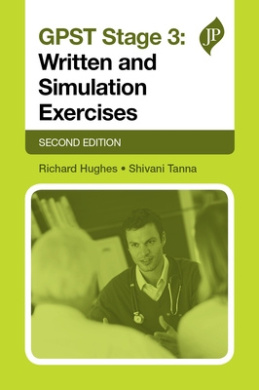 JP
GPST Stage 3:
Written and
Simulation
Exercises
SECOND EDITION
Richard Hughes • Shivani Tanna